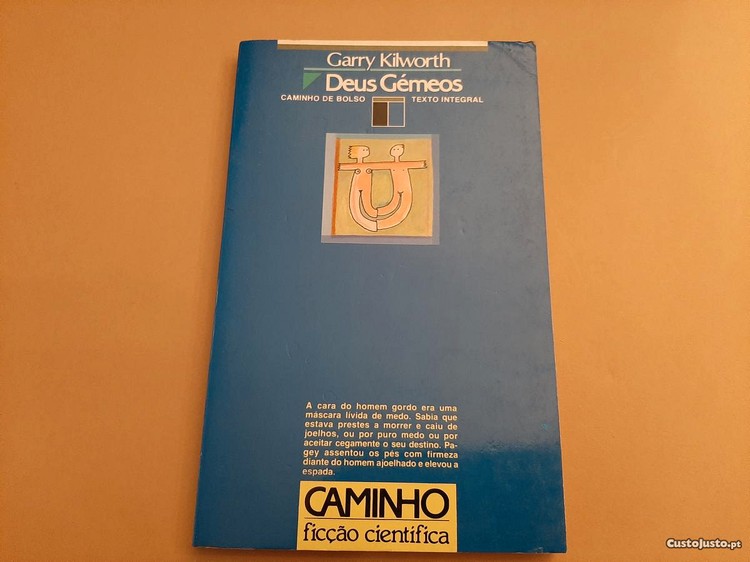 Garry Kilworth
Deus Gémeos
CAMINHO DE BOLSO TEXTO INTEGRAL
A cara do homem gordo era uma
máscara lívida de medo. Sabia que
estava prestes a morrer e caiu de
joelhos, ou por puro medo ou por
aceitar cegamente o seu destino. Pa-
gey assentou os pés com firmeza
diante do homem ajoelhado e elevou a
espada.
CAMINHO
ficção cientifica
CustoJusto.pt